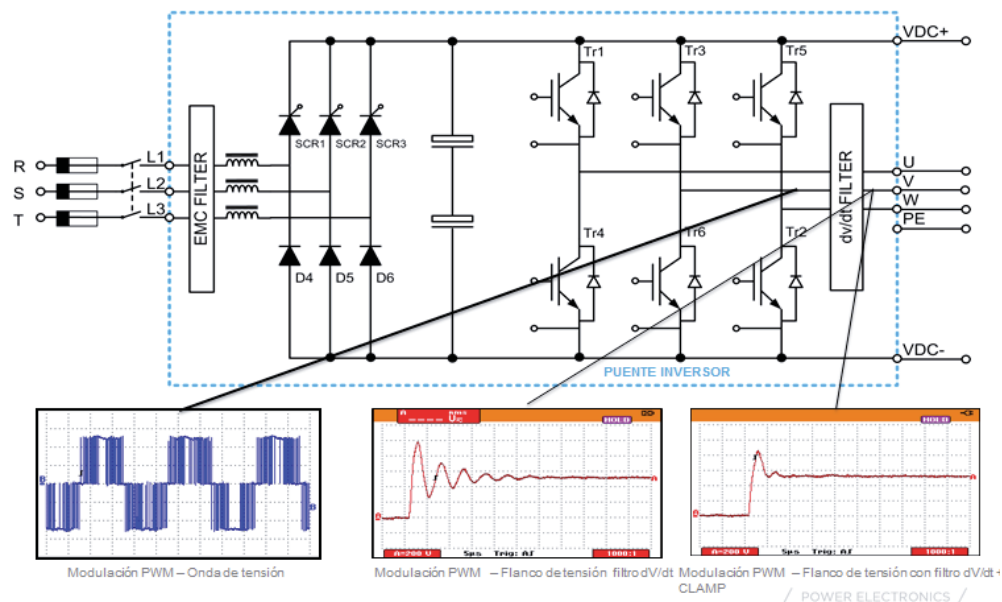 VDC+
Tr1
Tr3
Tr5
SCR1
SCR2
SCR3
R
L1
S
L2
T
L3
EMC FILTER
dv/dt FILTER
U
V
W
PE
Tr4
Tr6
Tr2
D4
D5
D6
VDC-
PUENTE INVERSOR
HOLD
HOLD
A
B
A
A
A=200 V
5µs
Trig: A
1000:1
A=200 V
5µs
Trig: A
1000:1
Modulación PWM – Onda de tensión
Modulación PWM – Flanco de tensión filtro dV/dt
Modulación PWM – Flanco de tensión con filtro dV/dt +
CLAMP
/ POWER ELECTRONICS /